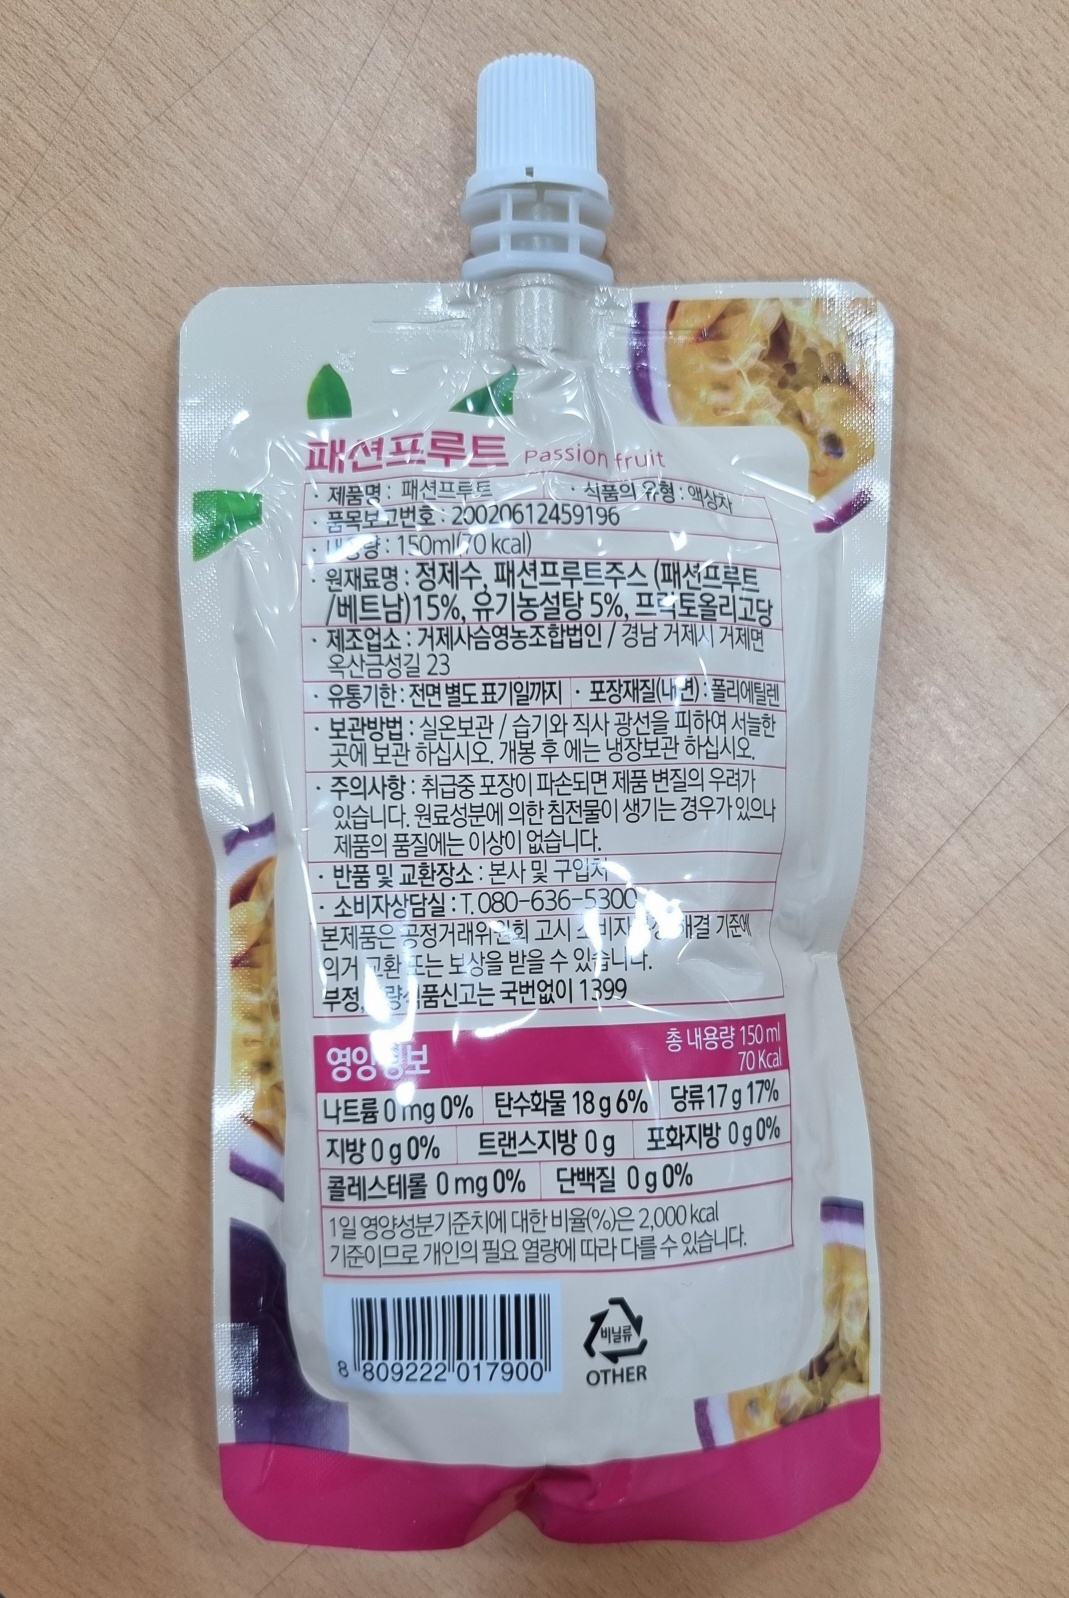 패션프루트 Passion fruit
· 제품명 : 패션프루트 · 식품의 유형 : 액상차
· 품목보고번호 : 20020612459196
· 내용량 : 150ml(70 kcal)
· 원재료명 : 정제수, 패션프루트주스 (패션프루트
/베트남)15%, 유기농설탕 5%, 프락토올리고당
· 제조업소 : 거제사슴영농조합법인 / 경남 거제시 거제면
옥산금성길 23
· 유통기한 : 전면 별도 표기일까지 · 포장재질(내면) : 폴리에틸렌
· 보관방법 : 실온보관 / 습기와 직사 광선을 피하여 서늘한
곳에 보관 하십시오. 개봉 후 에는 냉장보관 하십시오.
· 주의사항 : 취급중 포장이 파손되면 제품 변질의 우려가
있습니다. 원료성분에 의한 침전물이 생기는 경우가 있으나
제품의 품질에는 이상이 없습니다.
· 반품 및 교환장소 : 본사 및 구입처
· 소비자상담실 : T. 080-636-5300
본제품은 공정거래위원회 고시 소비자 해결 기준에
의거 교환 또는 보상을 받을 수 있습니다.
부정, 불량식품신고는 국번없이 1399
영양정보 총 내용량 150 ml
70 Kcal
나트륨 0 mg 0% 탄수화물 18 g 6% 당류 17 g 17%
지방 0 g 0% 트랜스지방 0 g 포화지방 0 g 0%
콜레스테롤 0 mg 0% 단백질 0 g 0%
1일 영양성분기준치에 대한 비율(%)은 2,000 kcal
기준이므로 개인의 필요 열량에 따라 다를 수 있습니다.
비닐류
8 809222 017900
OTHER